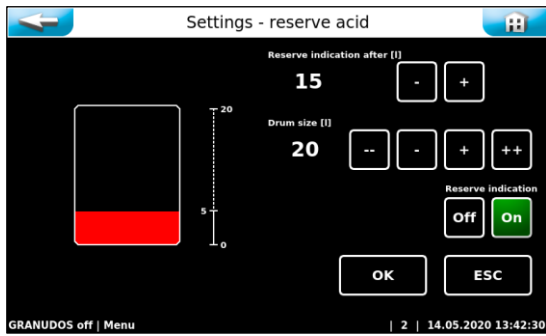 Settings - reserve acid
Reserve indication after [l]
15 - +
20
Drum size [l]
20 -- - + ++
Reserve indication
5
Off On
0
OK ESC
GRANUDOS off | Menu | 2 | 14.05.2020 13:42:30